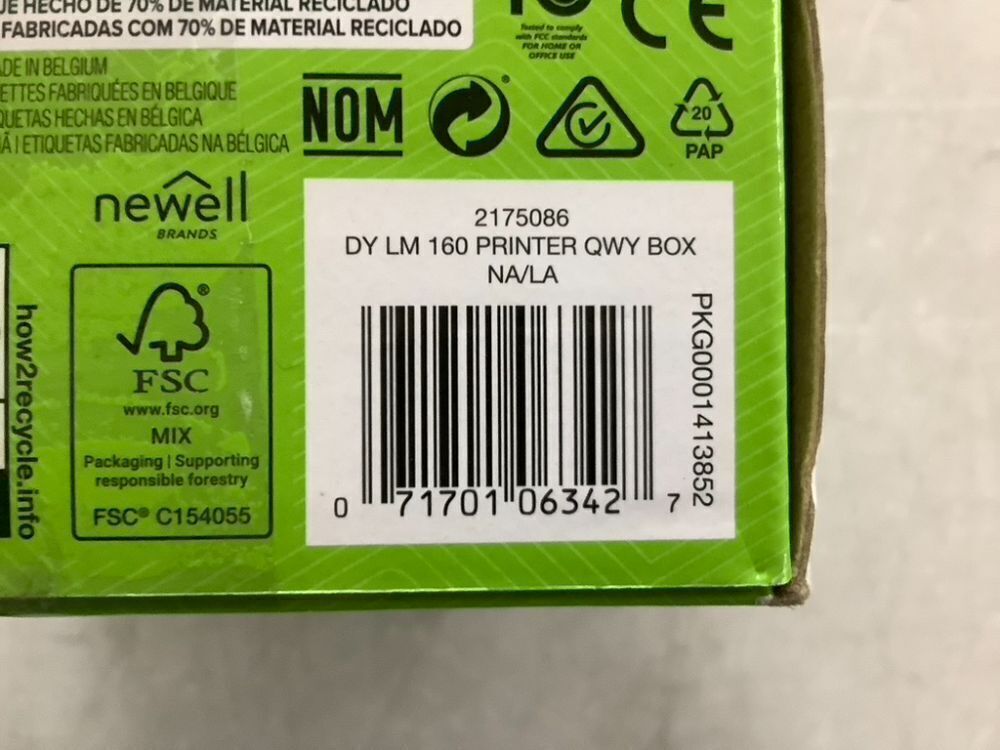 JE HECHO DE 70% DE MATERIAL RECICLADO
FABRICADAS COM 70% DE MATERIAL RECICLADO
Tested to comply
with FCC standards
FOR HOME OR
OFFICE USE
CE
ADE IN BELGIUM
ETTES FABRIQUÉES EN BELGIQUE
QUETAS HECHAS EN BÉLGICA
Ã I ETIQUETAS FABRICADAS NA BÉLGICA
NOM
20
PAP
newell
BRANDS
how2recycle.info
FSC
www.fsc.org
MIX
Packaging | Supporting
responsible forestry
FSC® C154055
2175086
DY LM 160 PRINTER QWY BOX
NA/LA
PKG0001413852
0 71701 06342 7